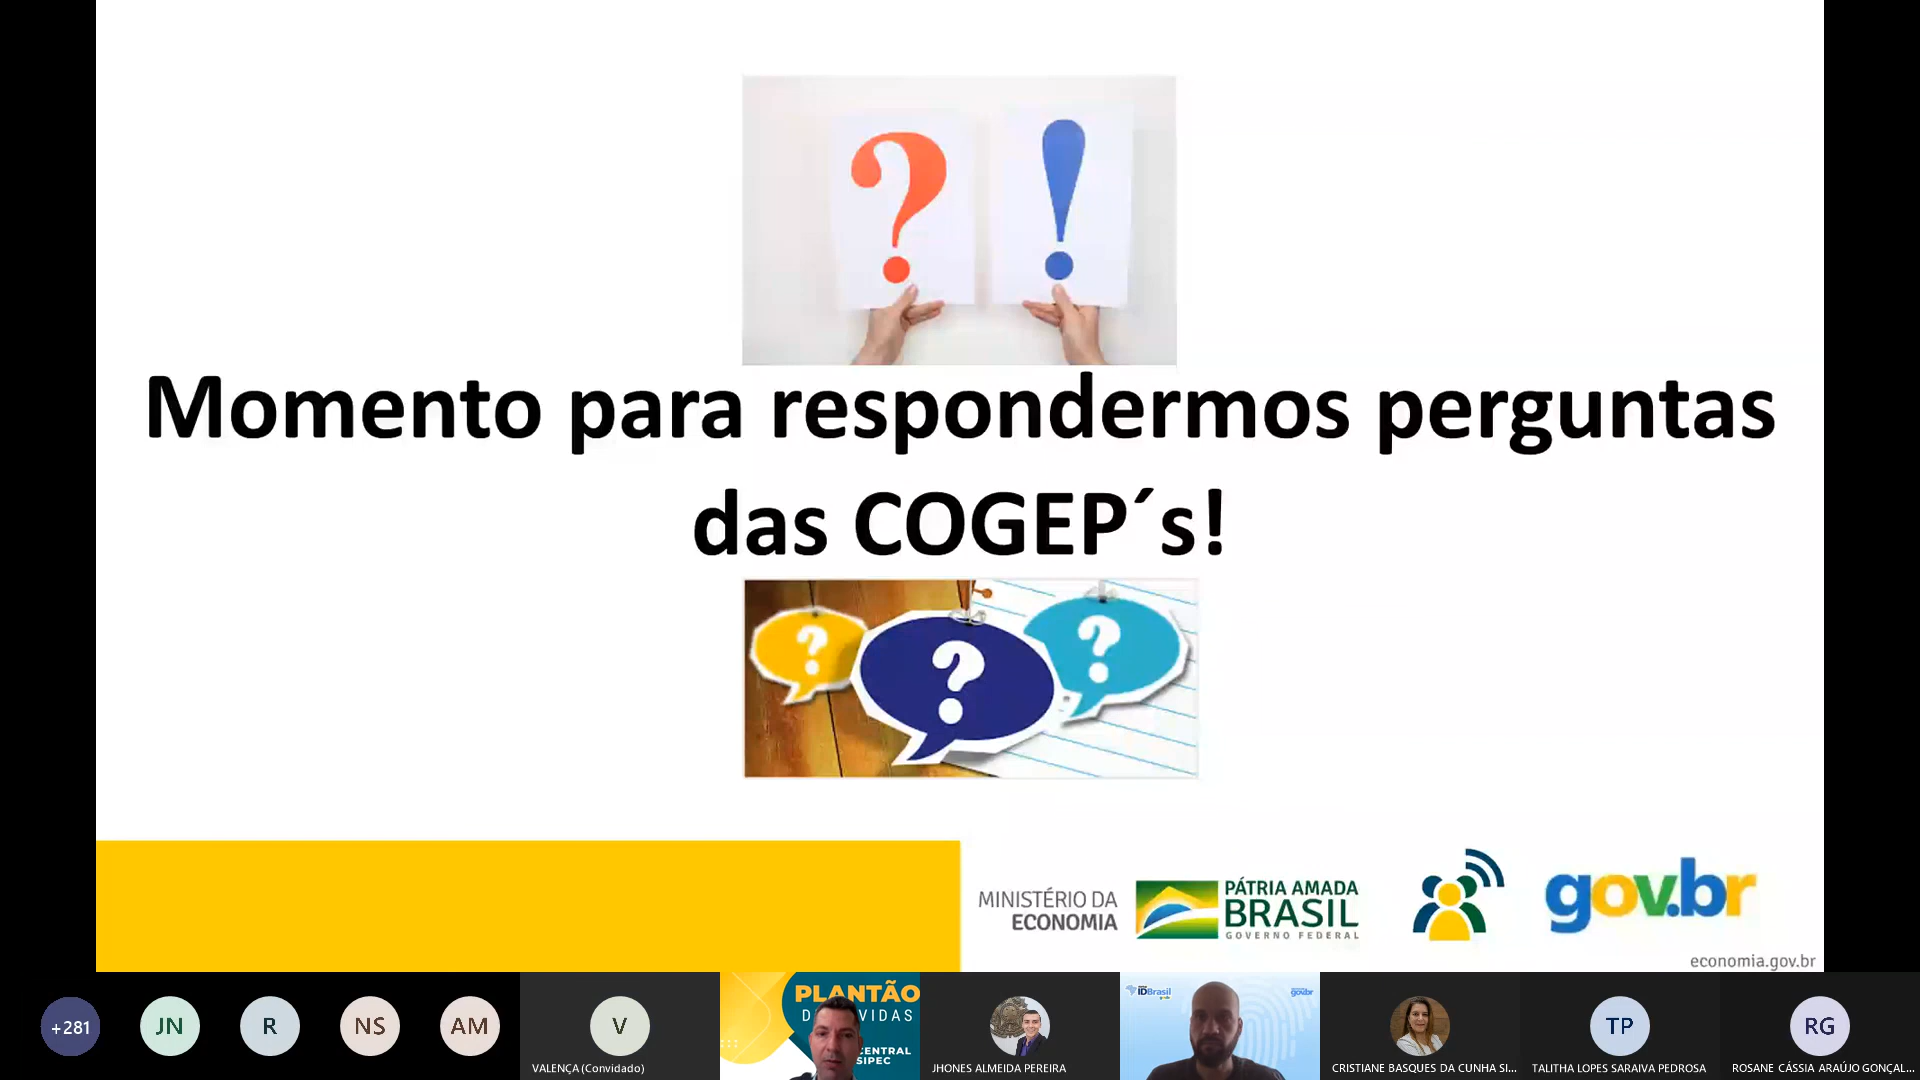 ? !
Momento para respondermos perguntas
das COGEP´s!
? ? ?
MINISTÉRIO DA
ECONOMIA
PÁTRIA AMADA
BRASIL
GOVERNO FEDERAL
gov.br
economia.gov.br
+281
JN
R
NS
AM
V
VALENÇA (Convidado)
PLANTÃO
CENTRAL
SIPEC
JHONES ALMEIDA PEREIRA
IDBrasil
gov.br
CRISTIANE BASQUES DA CUNHA SI...
TP
TALITHA LOPES SARAIVA PEDROSA
RG
ROSANE CÁSSIA ARAÚJO GONÇAL...